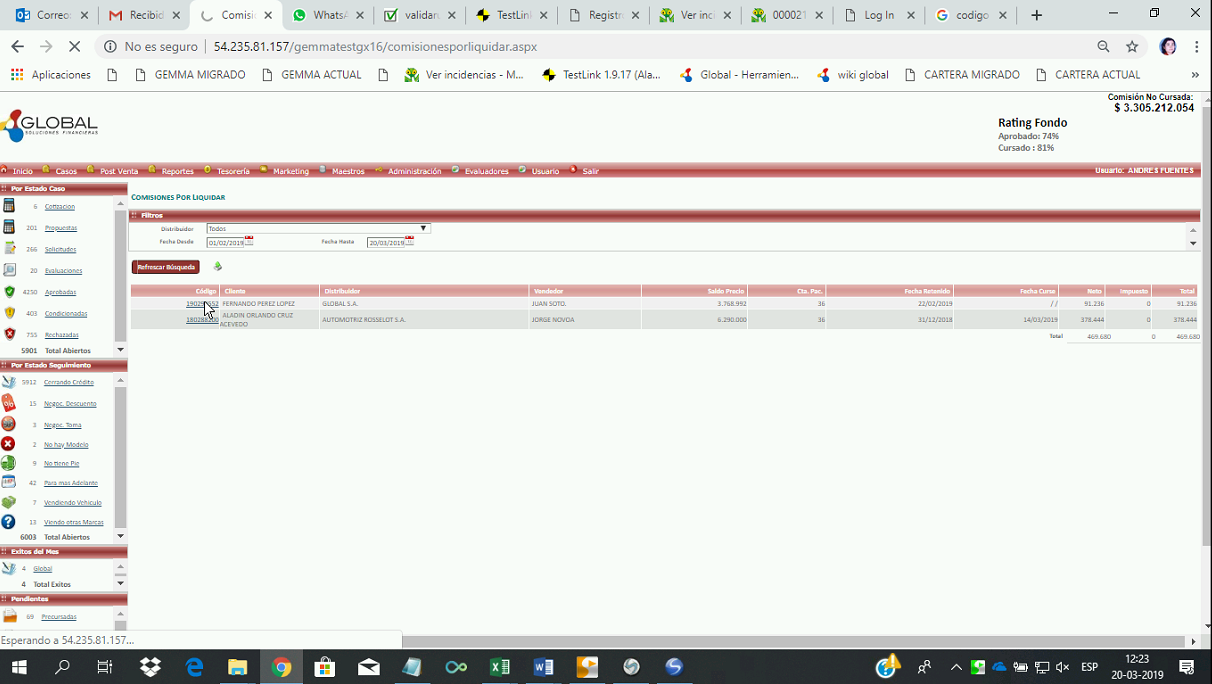 Correo:
Recibid
Comisi
WhatsA
validaru
TestLin
Registr
Ver inci
000021
Log In
codigo
No es seguro | 54.235.81.157/gemmatestgx16/comisionesporliquidar.aspx
Aplicaciones GEMMA MIGRADO GEMMA ACTUAL Ver incidencias - M... TestLink 1.9.17 (Ala... Global - Herramien... wiki global CARTERA MIGRADO CARTERA ACTUAL »
Comisión No Cursada:
$ 3.305.212.054
GLOBAL
SOLUCIONES FINANCIERAS
Rating Fondo
Aprobado: 74%
Cursado : 81%
Inicio Casos Post Venta Reportes Tesorería Marketing Maestros Administración Evaluadores Usuario Salir Usuario: ANDRES FUENTES
Por Estado Caso
6 Cotizacion
201 Propuestas
266 Solicitudes
20 Evaluaciones
4250 Aprobadas
403 Condicionadas
755 Rechazadas
5901 Total Abiertos
Por Estado Seguimiento
5912 Cerrando Crédito
15 Negoc. Descuento
3 Negoc. Toma
2 No hay Modelo
9 No tiene Pie
42 Para mas Adelante
7 Vendiendo Vehiculo
13 Viendo otras Marcas
6003 Total Abiertos
Exitos del Mes
4 Global
4 Total Exitos
Pendientes
69 Precursadas
COMISIONES POR LIQUIDAR
Filtros
Distribuidor Todos
Fecha Desde 01/02/2019 Fecha Hasta 20/03/2019
Refrescar Búsqueda
Código Cliente Distribuidor Vendedor Saldo Precio Cta. Pac. Fecha Retenido Fecha Curse Neto Impuesto Total
FERNANDO PEREZ LOPEZ GLOBAL S.A. JUAN SOTO. 3.768.992 36 22/02/2019 / / 91.236 0 91.236
ALADIN ORLANDO CRUZ ACEVEDO AUTOMOTRIZ ROSSELOT S.A. JORGE NOVOA 6.290.000 36 31/12/2018 14/03/2019 378.444 0 378.444
Total 469.680 0 469.680
Esperando a 54.235.81.157...
ESP
12:23
20-03-2019